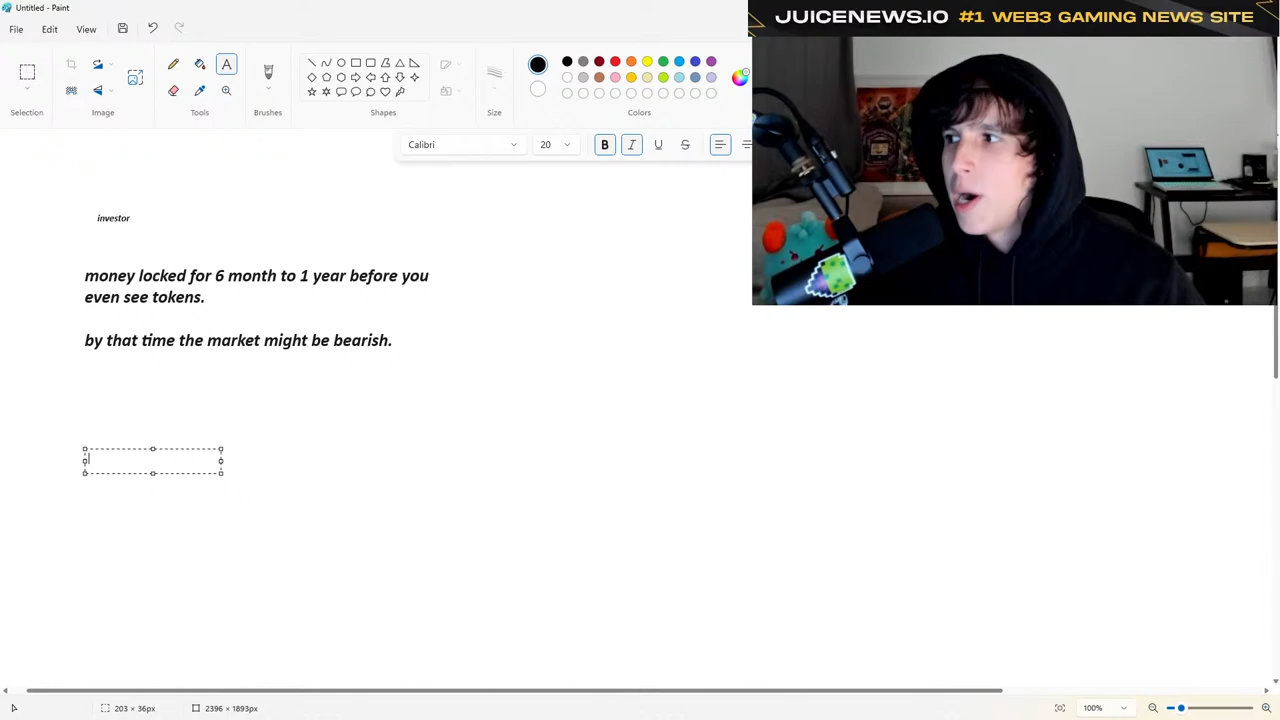 Untitled - Paint
JUICENEWS.IO #1 WEB3 GAMING NEWS SITE
File Edit View
Selection Image Tools Brushes Shapes Size Colors
Calibri 20 B I U S
investor
money locked for 6 month to 1 year before you
even see tokens.
by that time the market might be bearish.
203 × 36px 2396 × 1893px 100%